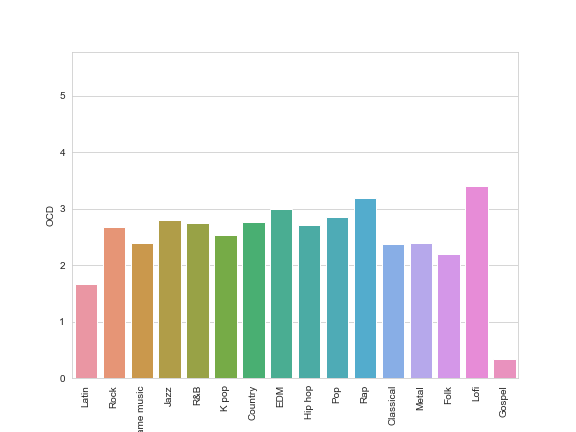 5
4
3
2
1
0
OCD
Latin
Rock
ame music
Jazz
R&B
K pop
Country
EDM
Hip hop
Pop
Rap
Classical
Metal
Folk
Lofi
Gospel